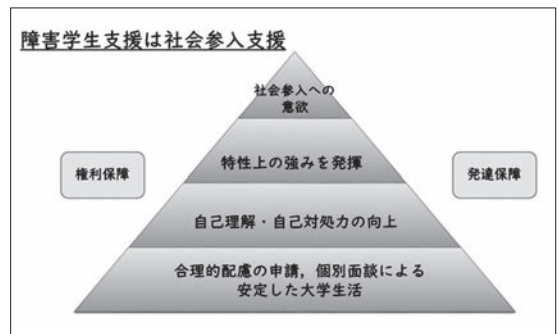 障害学生支援は社会参入支援
社会参入への
意欲
特性上の強みを発揮
権利保障
発達保障
自己理解・自己対処力の向上
合理的配慮の申請，個別面談による
安定した大学生活